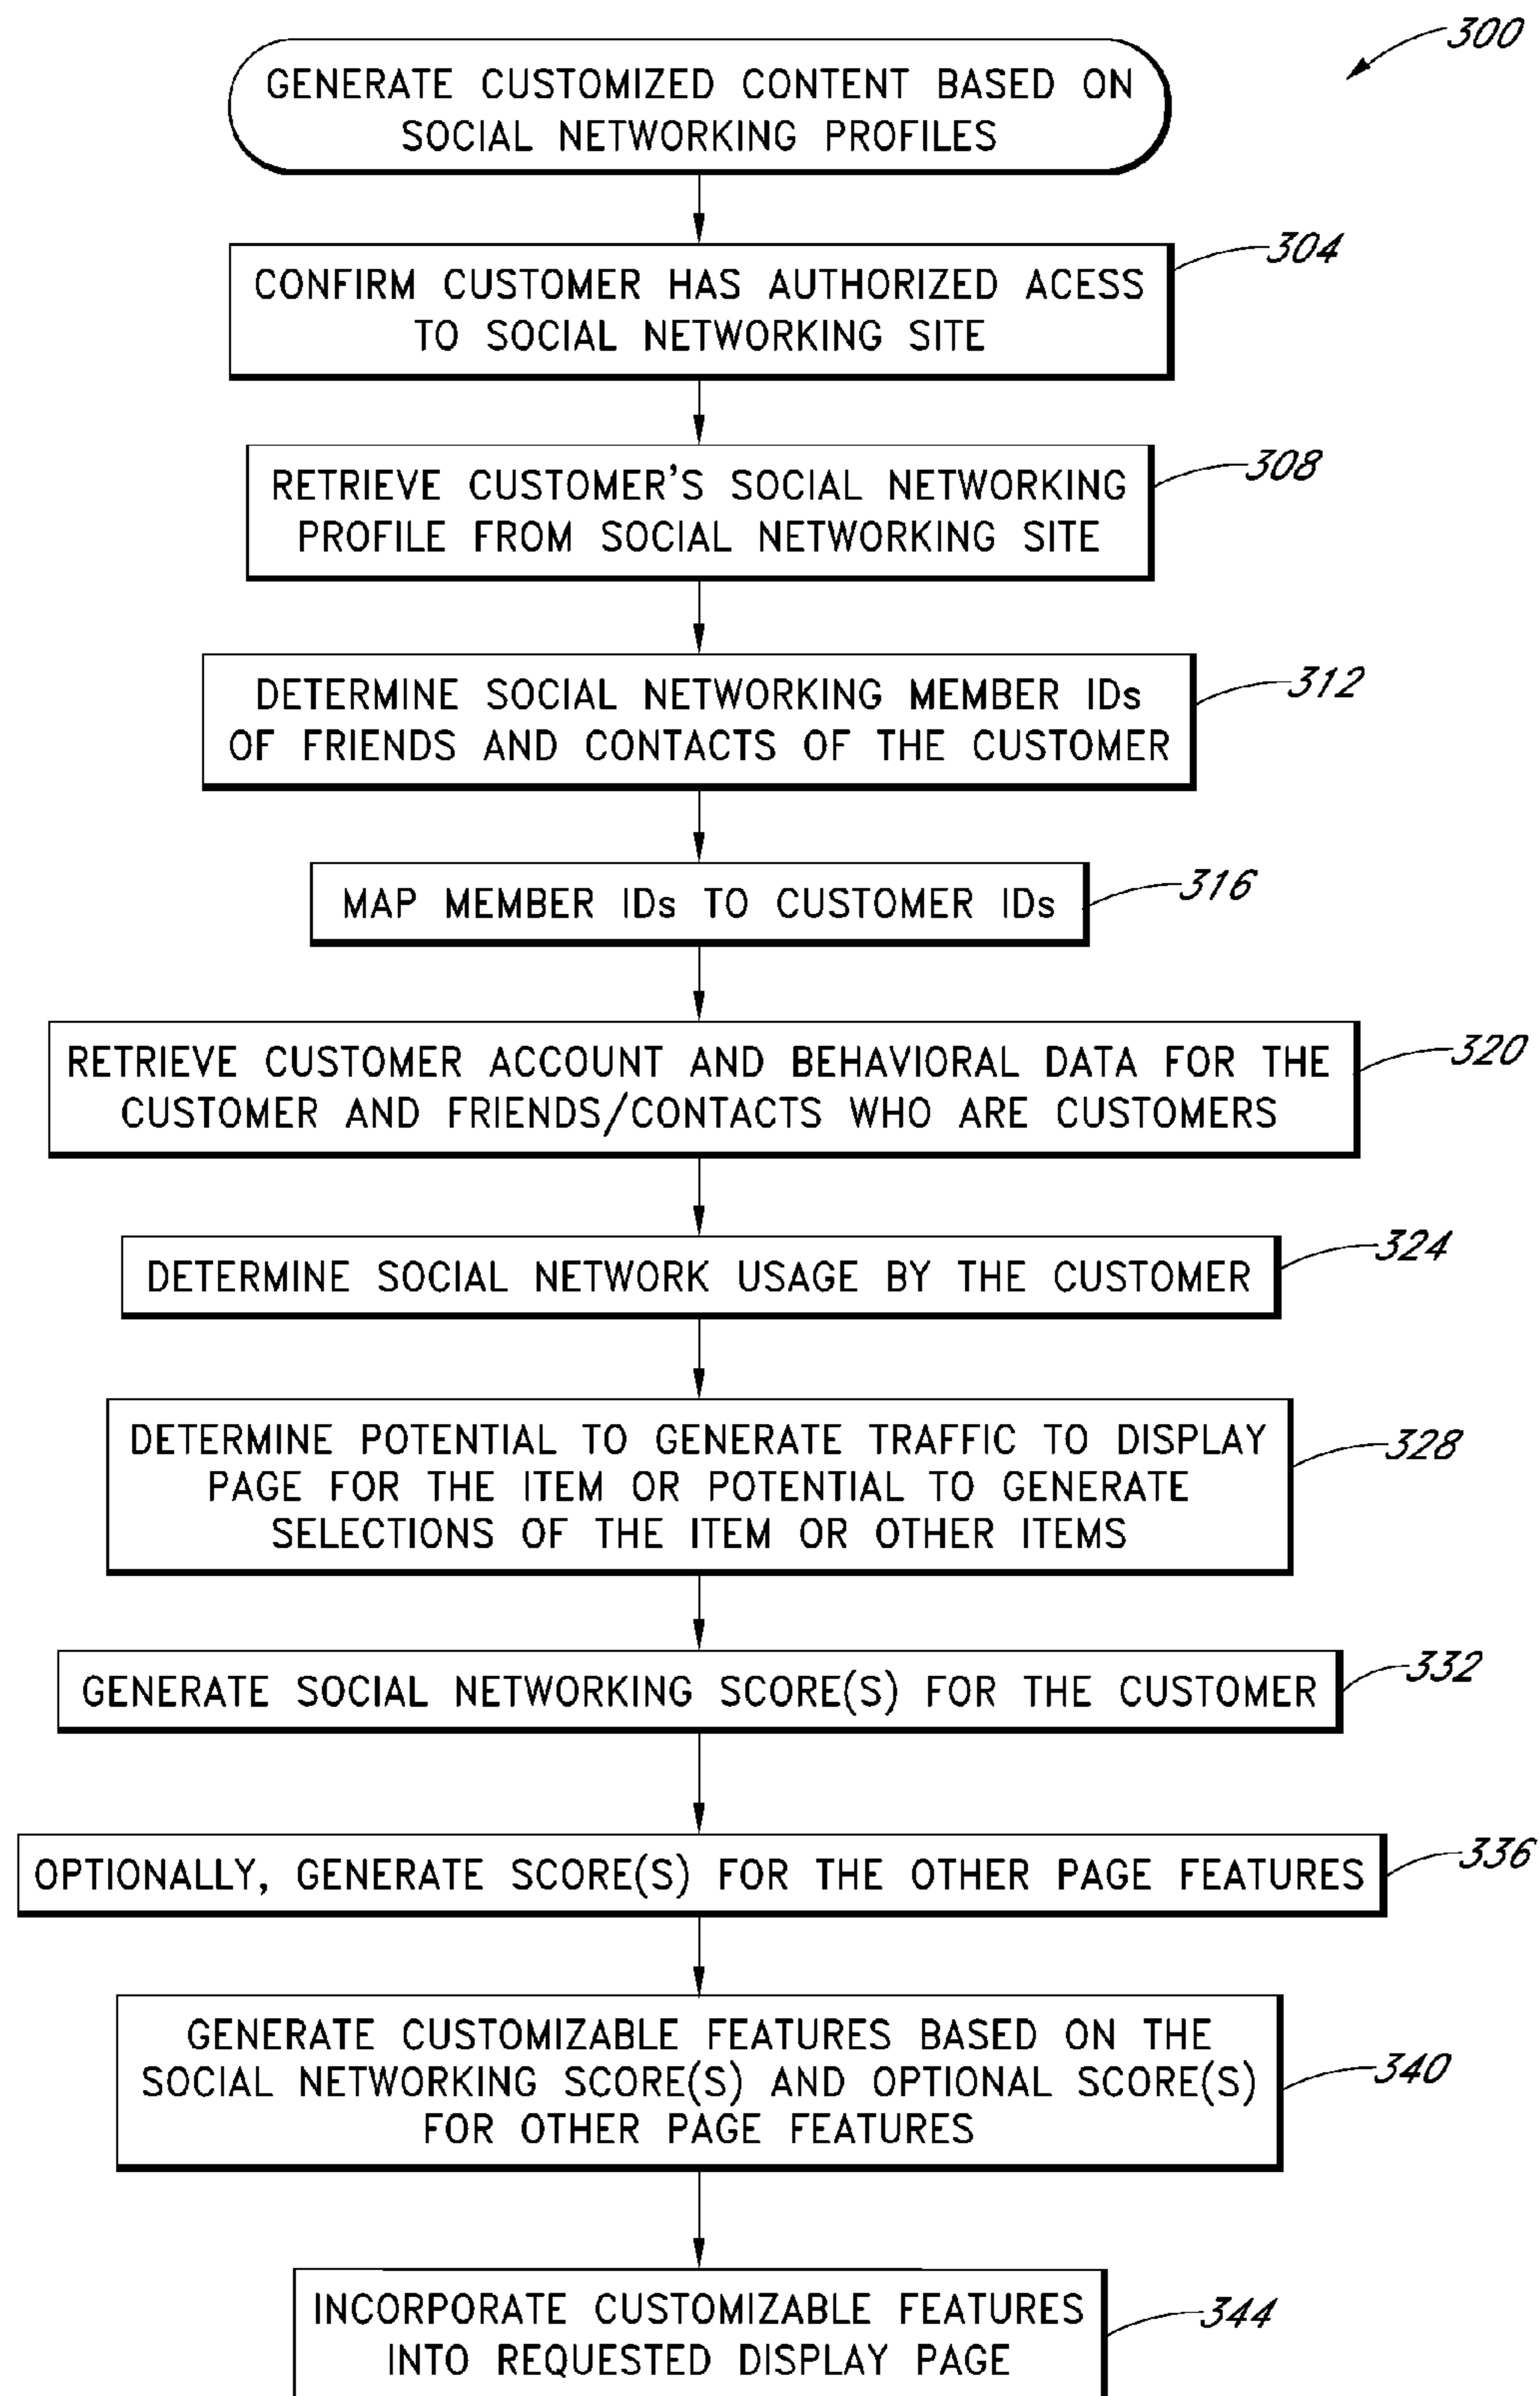 300
GENERATE CUSTOMIZED CONTENT BASED ON
SOCIAL NETWORKING PROFILES
304
CONFIRM CUSTOMER HAS AUTHORIZED ACESS
TO SOCIAL NETWORKING SITE
308
RETRIEVE CUSTOMER'S SOCIAL NETWORKING
PROFILE FROM SOCIAL NETWORKING SITE
312
DETERMINE SOCIAL NETWORKING MEMBER IDs
OF FRIENDS AND CONTACTS OF THE CUSTOMER
316
MAP MEMBER IDs TO CUSTOMER IDs
320
RETRIEVE CUSTOMER ACCOUNT AND BEHAVIORAL DATA FOR THE
CUSTOMER AND FRIENDS/CONTACTS WHO ARE CUSTOMERS
324
DETERMINE SOCIAL NETWORK USAGE BY THE CUSTOMER
328
DETERMINE POTENTIAL TO GENERATE TRAFFIC TO DISPLAY
PAGE FOR THE ITEM OR POTENTIAL TO GENERATE
SELECTIONS OF THE ITEM OR OTHER ITEMS
332
GENERATE SOCIAL NETWORKING SCORE(S) FOR THE CUSTOMER
336
OPTIONALLY, GENERATE SCORE(S) FOR THE OTHER PAGE FEATURES
340
GENERATE CUSTOMIZABLE FEATURES BASED ON THE
SOCIAL NETWORKING SCORE(S) AND OPTIONAL SCORE(S)
FOR OTHER PAGE FEATURES
344
INCORPORATE CUSTOMIZABLE FEATURES
INTO REQUESTED DISPLAY PAGE